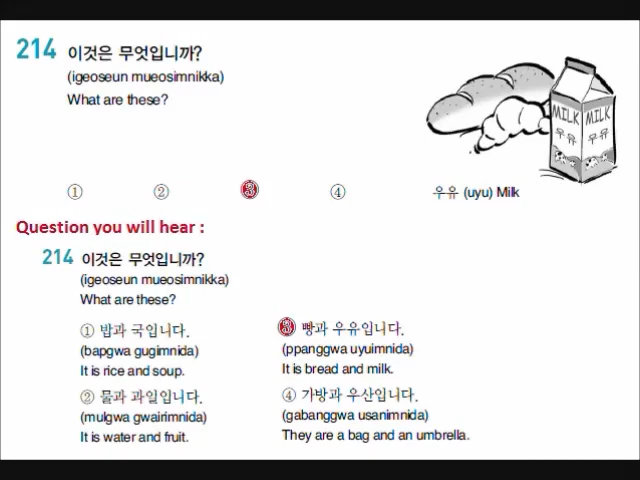 214 이것은 무엇입니까?
(igeoseun mueosimnikka)
What are these?
MILK MILK
우유 우유
① ② ③ ④ 우유 (uyu) Milk
Question you will hear :
214 이것은 무엇입니까?
(igeoseun mueosimnikka)
What are these?
① 밥과 국입니다.
(bapgwa gugimnida)
It is rice and soup.
② 물과 과일입니다.
(mulgwa gwairimnida)
It is water and fruit.
③ 빵과 우유입니다.
(ppanggwa uyuimnida)
It is bread and milk.
④ 가방과 우산입니다.
(gabanggwa usanimnida)
They are a bag and an umbrella.